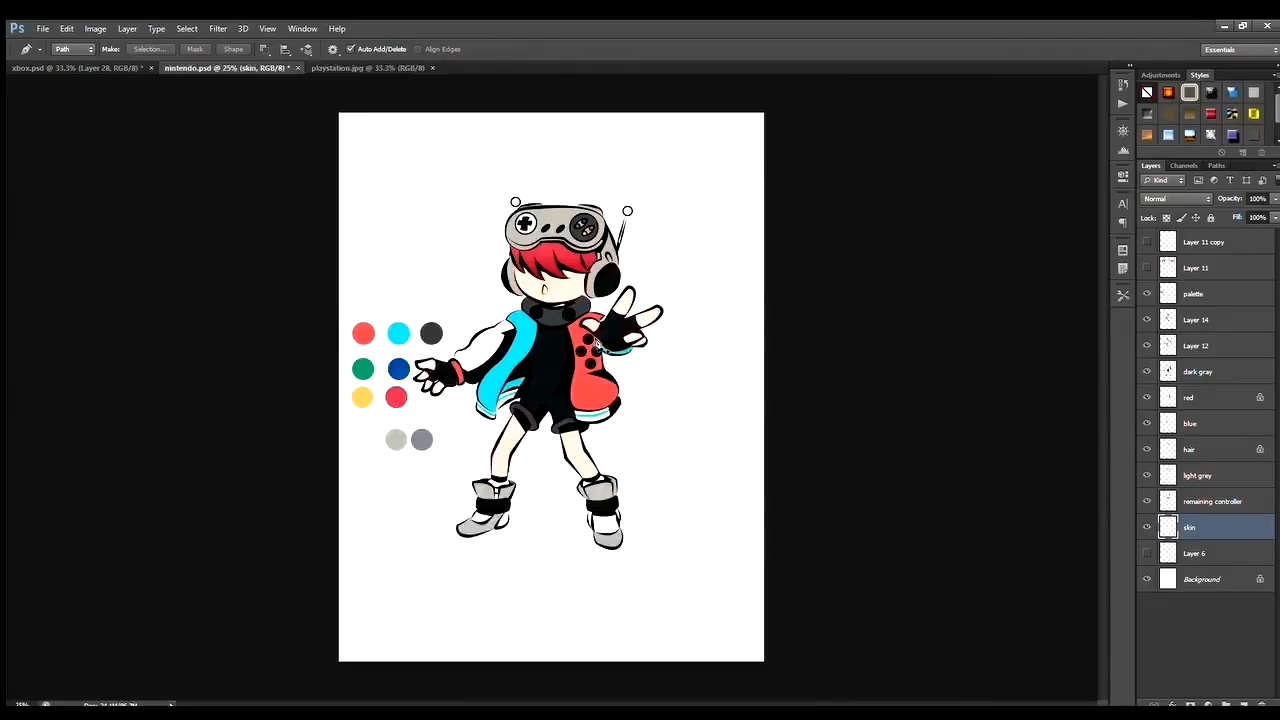 Ps File Edit Image Layer Type Select Filter 3D View Window Help
Path Make: Selection... Mask Shape Auto Add/Delete Align Edges Essentials
xbox.psd @ 33.3% (Layer 28, RGB/8) * × nintendo.psd @ 25% (skin, RGB/8) * × playstation.jpg @ 33.3% (RGB/8) ×
Adjustments Styles
Layers Channels Paths
Kind
Normal Opacity: 100%
Lock: Fill: 100%
Layer 11 copy
Layer 11
palette
Layer 14
Layer 12
dark gray
red
blue
hair
light grey
remaining controller
skin
Layer 6
Background